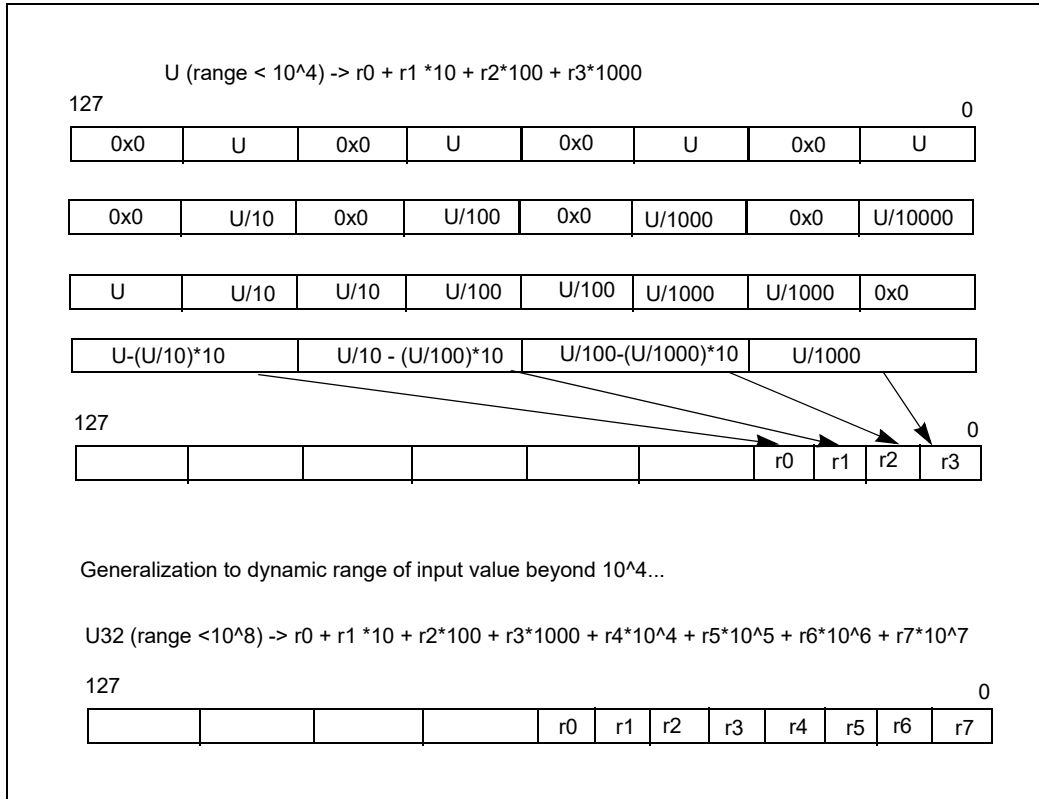 U (range < 10^4) -> r0 + r1 *10 + r2*100 + r3*1000
127 0
0x0 U 0x0 U 0x0 U 0x0 U
0x0 U/10 0x0 U/100 0x0 U/1000 0x0 U/10000
U U/10 U/10 U/100 U/100 U/1000 U/1000 0x0
U-(U/10)*10 U/10 - (U/100)*10 U/100-(U/1000)*10 U/1000
127 0
r0 r1 r2 r3
Generalization to dynamic range of input value beyond 10^4...
U32 (range <10^8) -> r0 + r1 *10 + r2*100 + r3*1000 + r4*10^4 + r5*10^5 + r6*10^6 + r7*10^7
127 0
r0 r1 r2 r3 r4 r5 r6 r7